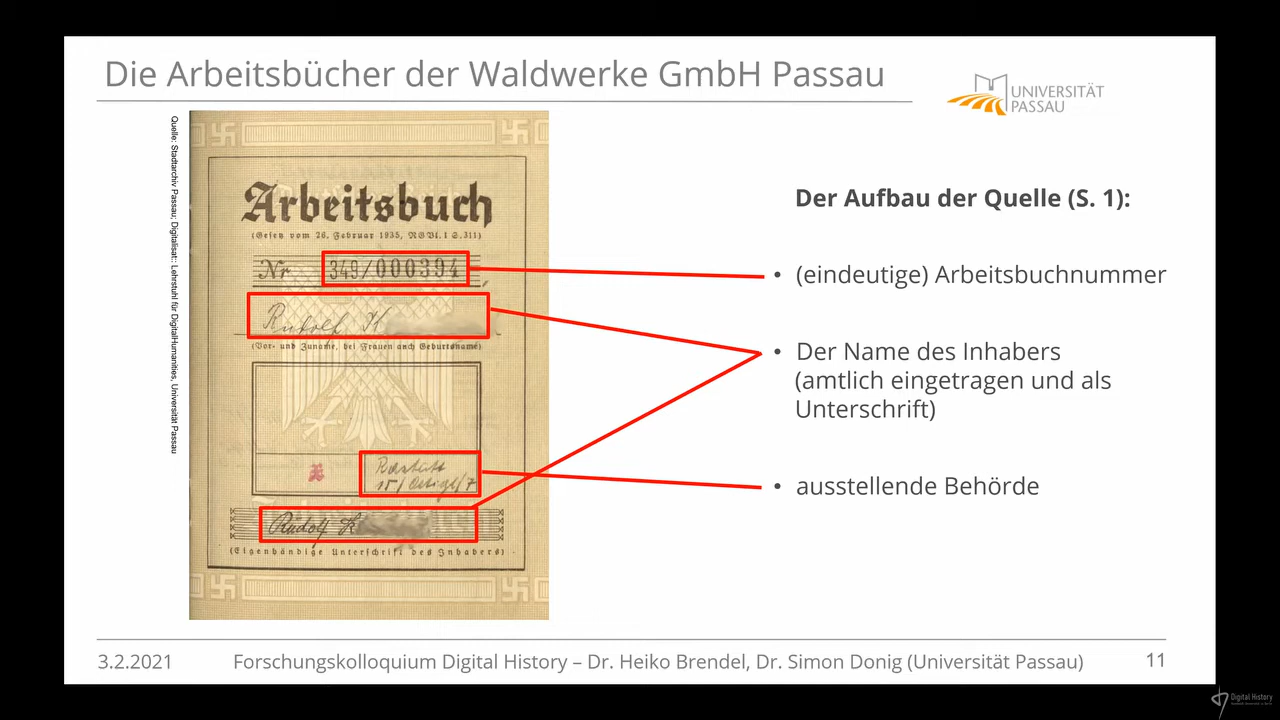 Die Arbeitsbücher der Waldwerke GmbH Passau
UNIVERSITÄT
PASSAU
Quelle: Stadtarchiv Passau; Digitalisat:: Lehrstuhl für DigitalHumanities, Universität Passau
Arbeitsbuch
(Gesetz vom 26. Februar 1935, RGBl. I S. 311)
Nr 349/000394
Rudolf K
(Vor- und Zuname, bei Frauen auch Geburtsname)
Rastatt
Rudolf K
(Eigenhändige Unterschrift des Inhabers)
Der Aufbau der Quelle (S. 1):
• (eindeutige) Arbeitsbuchnummer
• Der Name des Inhabers
(amtlich eingetragen und als
Unterschrift)
• ausstellende Behörde
3.2.2021 Forschungskolloquium Digital History – Dr. Heiko Brendel, Dr. Simon Donig (Universität Passau) 11
Digital History